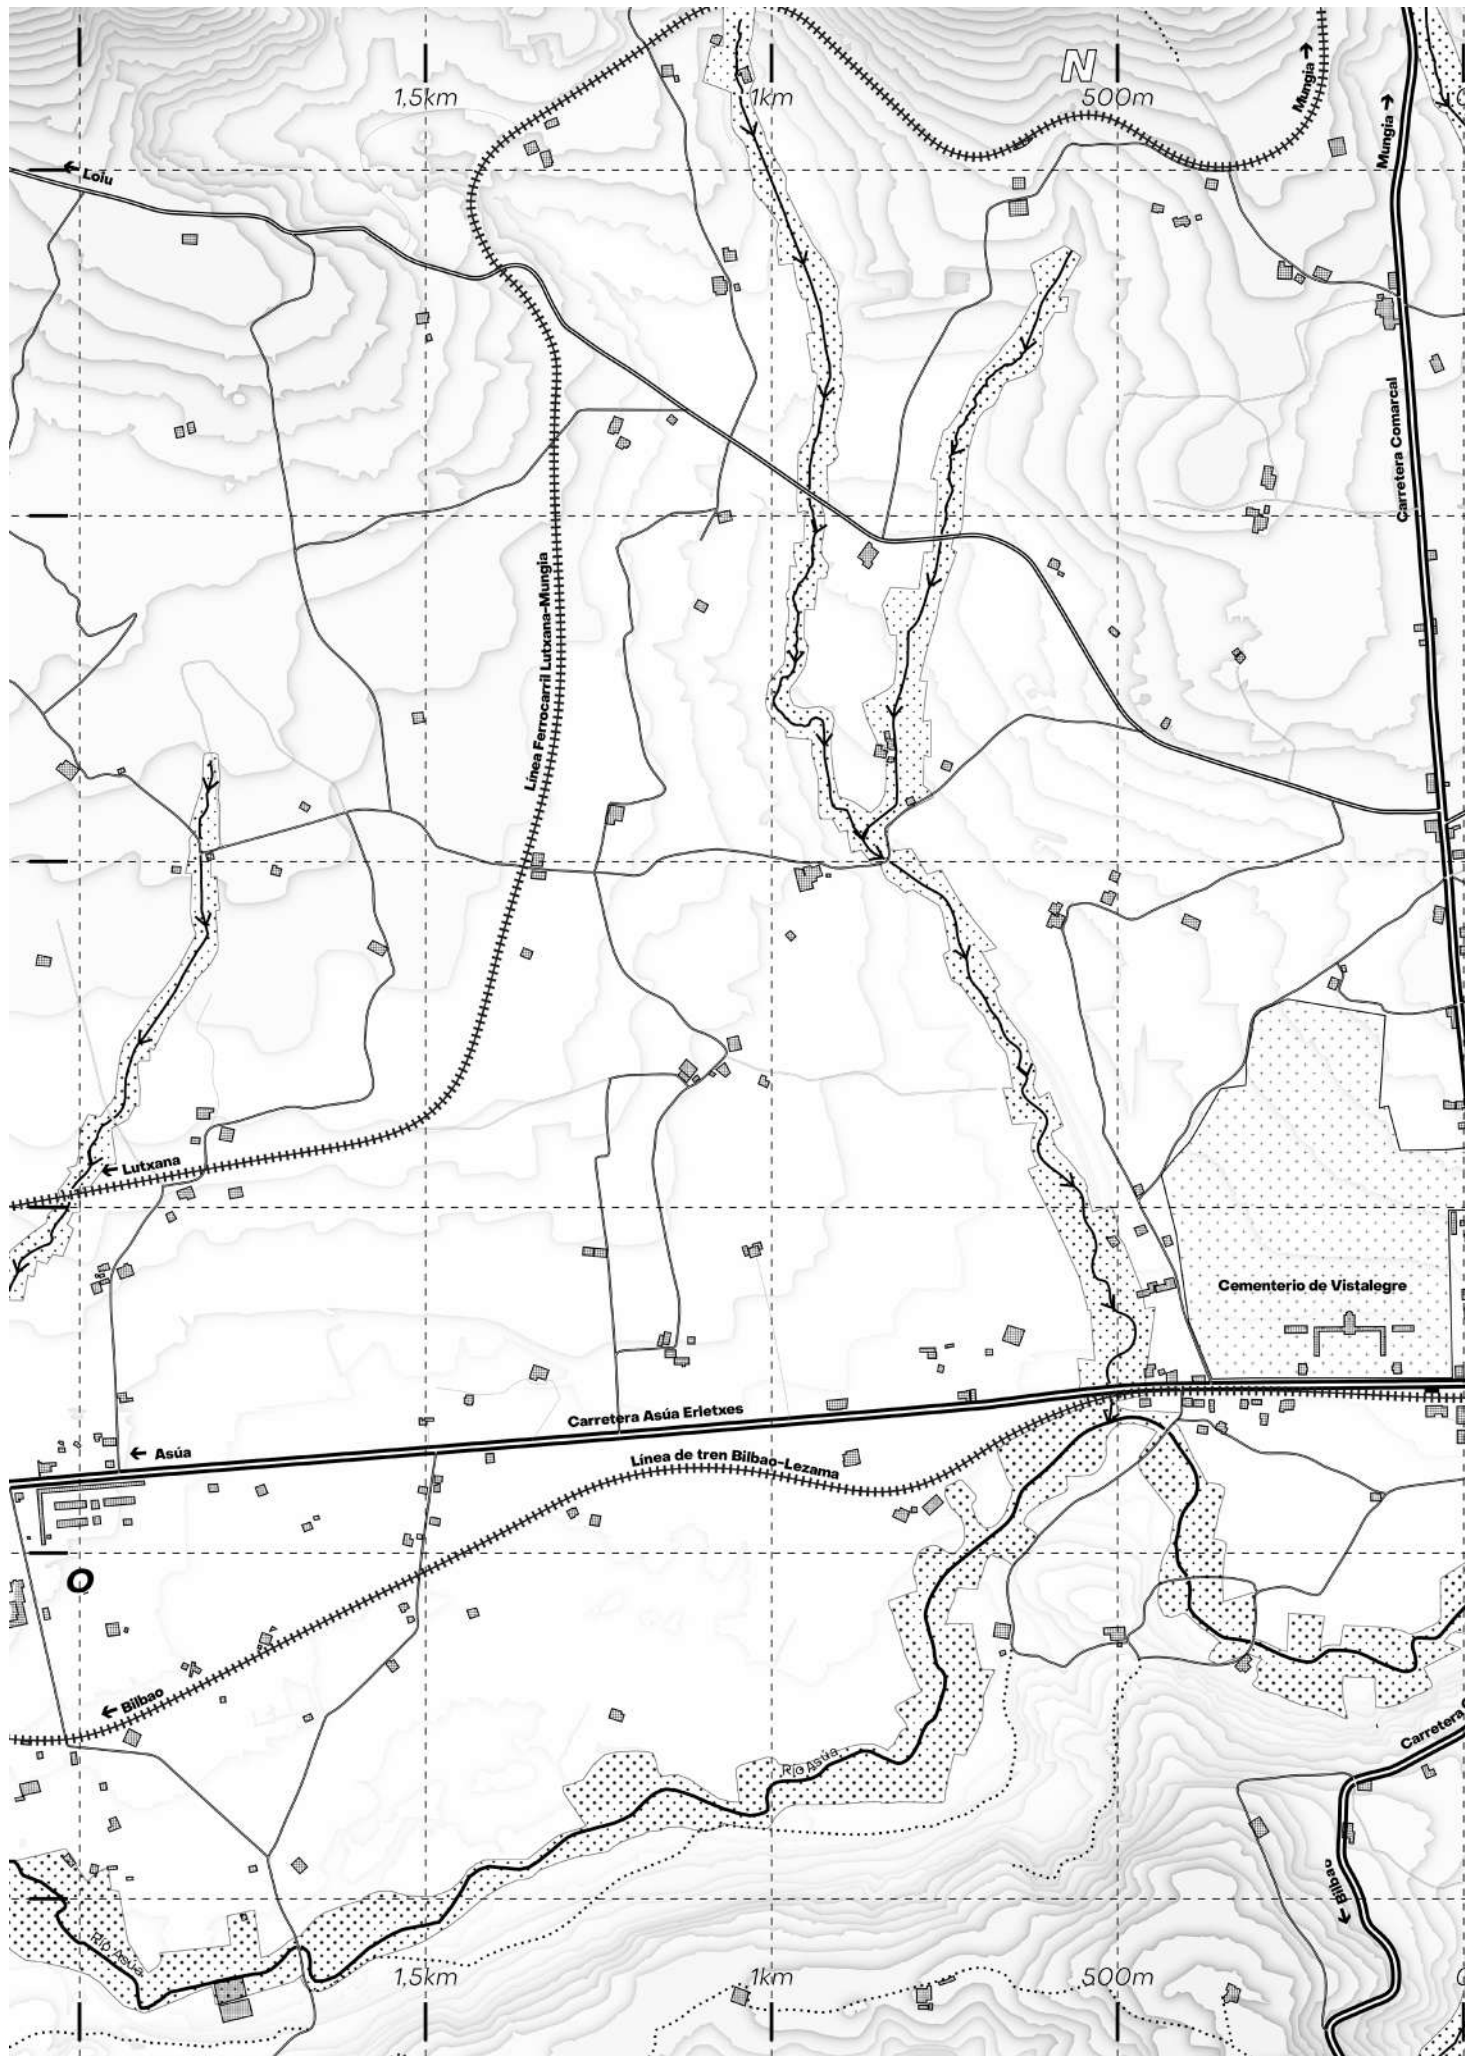 N
1,5km
1km
500m
Mungia →
Mungia →
← Loiu
Carretera Comarcal
Línea Ferrocarril Lutxana-Mungia
← Lutxana
Cementerio de Vistalegre
Carretera Asúa Erletxes
← Asúa
Línea de tren Bilbao-Lezama
O
← Bilbao
Carretera
Río Asúa
← Bilbao
Río Asúa
1,5km
1km
500m